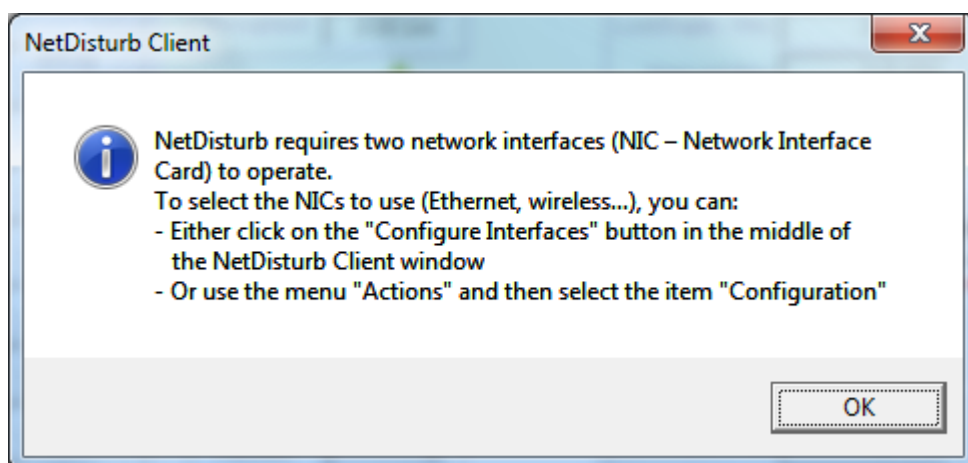 NetDisturb Client
NetDisturb requires two network interfaces (NIC – Network Interface
Card) to operate.
To select the NICs to use (Ethernet, wireless...), you can:
- Either click on the "Configure Interfaces" button in the middle of
the NetDisturb Client window
- Or use the menu "Actions" and then select the item "Configuration"
OK